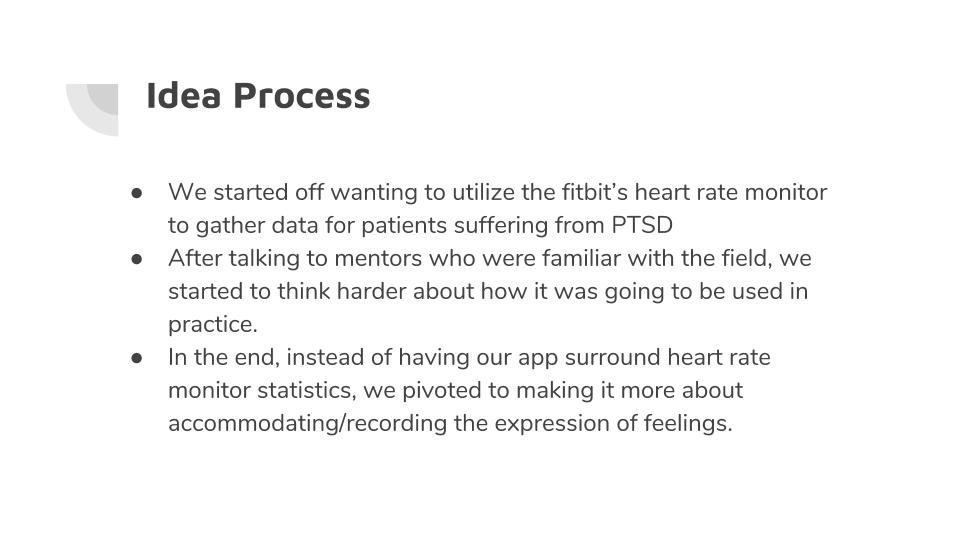 Idea Process
● We started off wanting to utilize the fitbit’s heart rate monitor
to gather data for patients suffering from PTSD
● After talking to mentors who were familiar with the field, we
started to think harder about how it was going to be used in
practice.
● In the end, instead of having our app surround heart rate
monitor statistics, we pivoted to making it more about
accommodating/recording the expression of feelings.